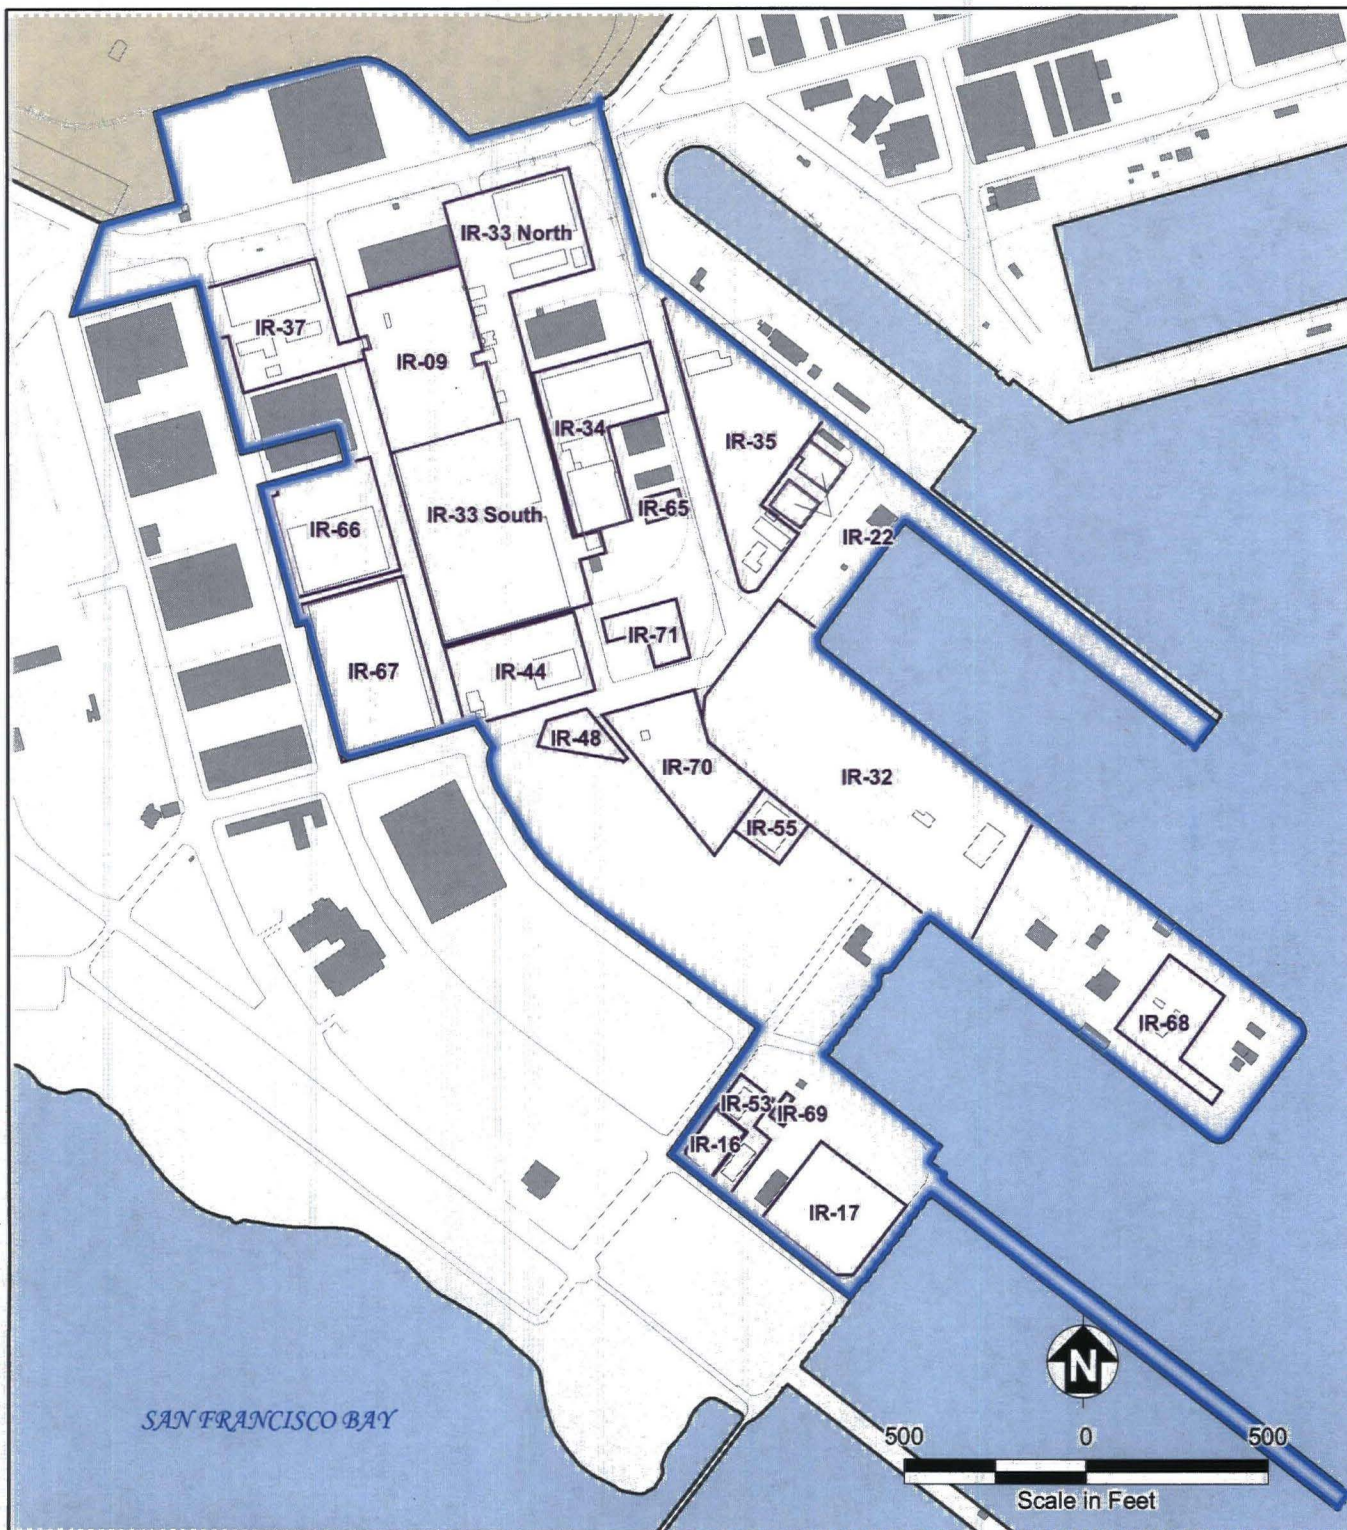 IR-33 North
IR-37
IR-09
IR-34
IR-35
IR-65
IR-33 South
IR-66
IR-22
IR-71
IR-67
IR-44
IR-48
IR-70
IR-32
IR-55
IR-68
IR-53
IR-69
IR-16
IR-17
N
SAN FRANCISCO BAY
500 0 500
Scale in Feet